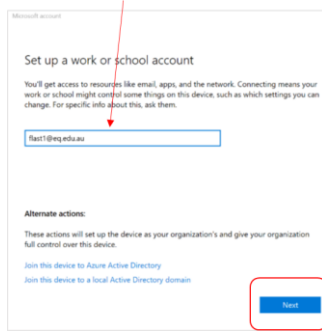 Microsoft account
Set up a work or school account
You'll get access to resources like email, apps, and the network. Connecting means your
work or school might control some things on this device, such as which settings you can
change. For specific info about this, ask them.
flast1@eq.edu.au
Alternate actions:
These actions will set up the device as your organization's and give your organization
full control over this device.
Join this device to Azure Active Directory
Join this device to a local Active Directory domain
Next